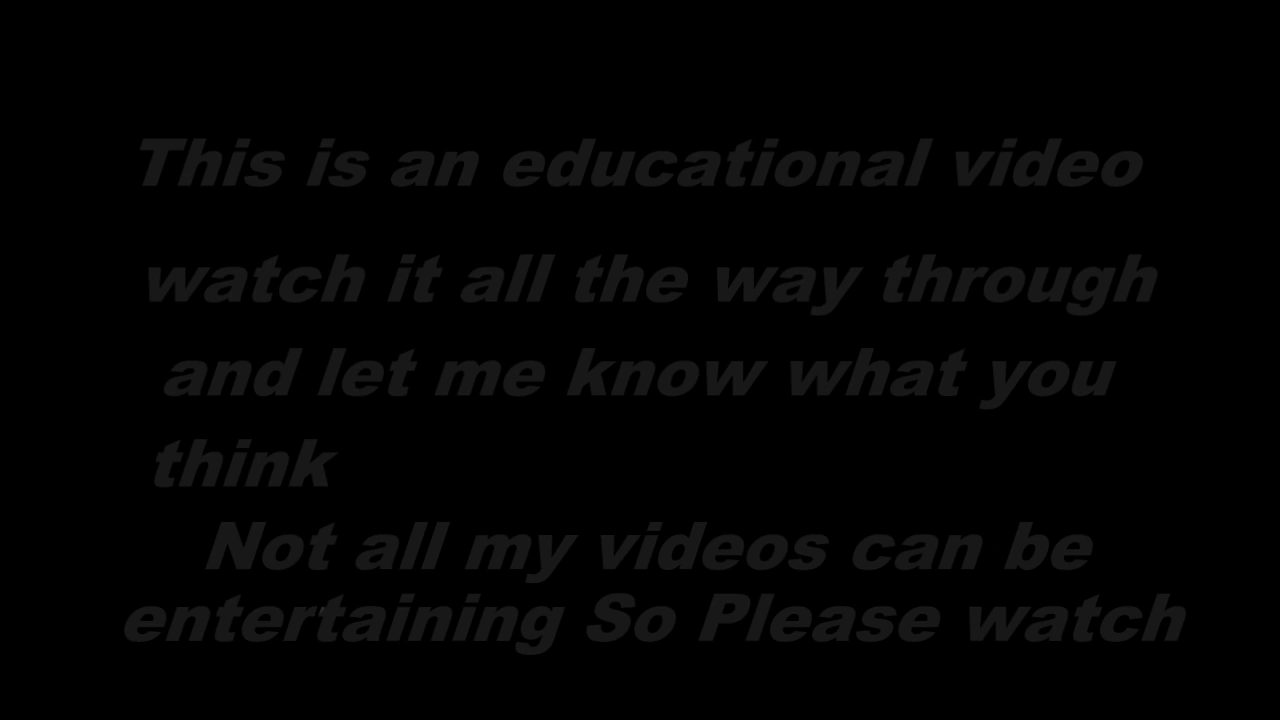 This is an educational video
watch it all the way through
and let me know what you
think
Not all my videos can be
entertaining So Please watch